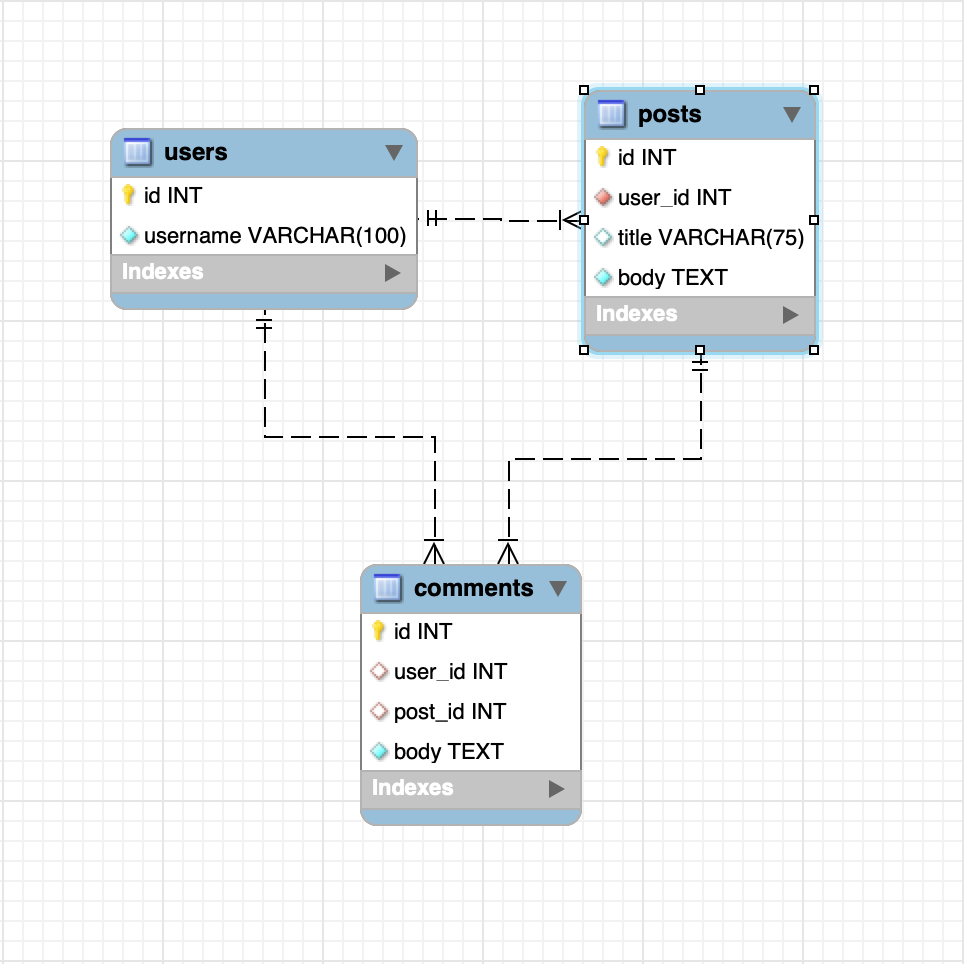 users
id INT
username VARCHAR(100)
Indexes
posts
id INT
user_id INT
title VARCHAR(75)
body TEXT
Indexes
comments
id INT
user_id INT
post_id INT
body TEXT
Indexes